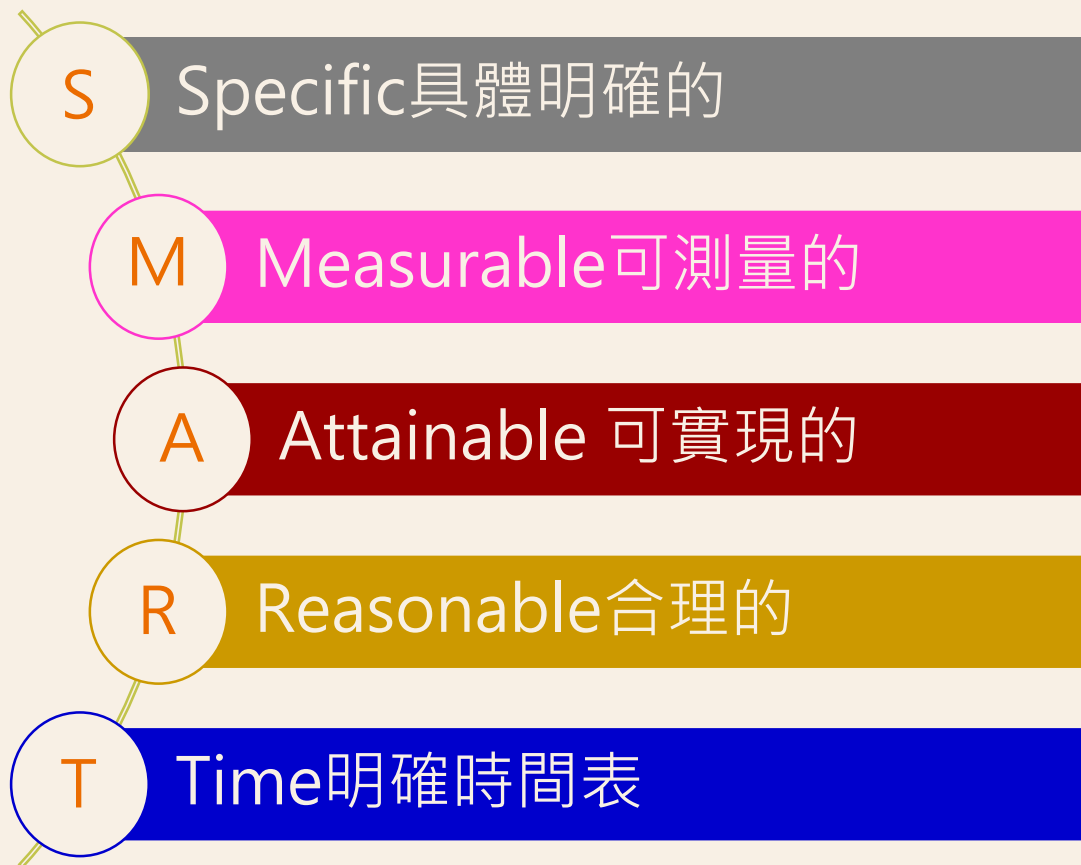 S
Specific具體明確的
M
Measurable可測量的
A
Attainable 可實現的
R
Reasonable合理的
T
Time明確時間表